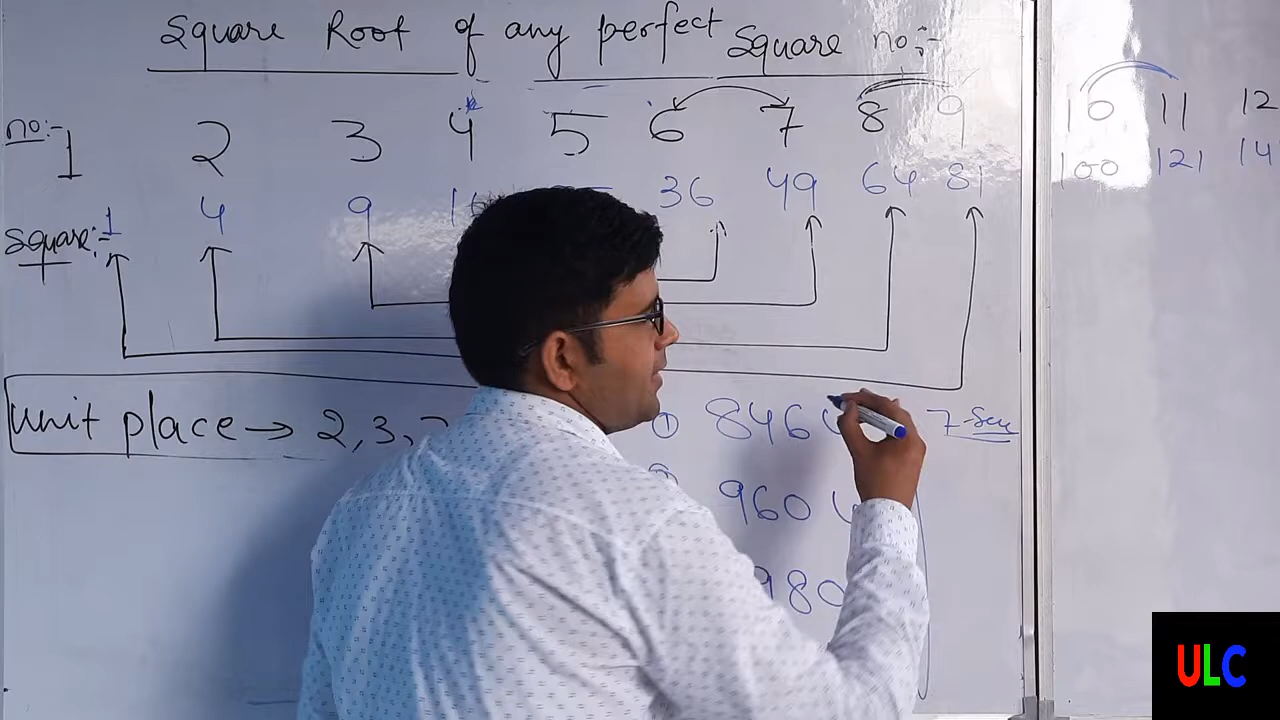 Square Root of any perfect Square no:-
no:- 1 2 3 4 5 6 7 8 9 10 11 12
Square:- 1 4 9 36 49 64 81 100 121
Unit place → 2, 3,
① 846 7-Sec
960
980
ULC